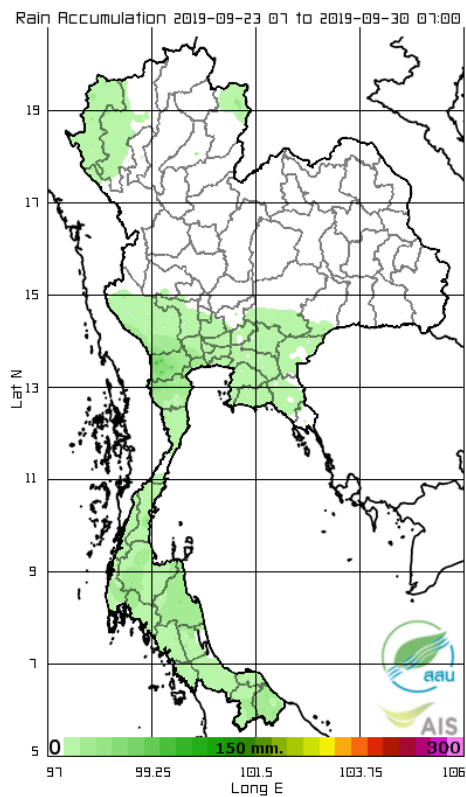 Rain Accumulation 2019-09-23 07 to 2019-09-30 07:00
19
17
15
13
11
9
7
5
Lat N
สสน
AIS
0 150 mm. 300
97 99.25 101.5 103.75 106
Long E